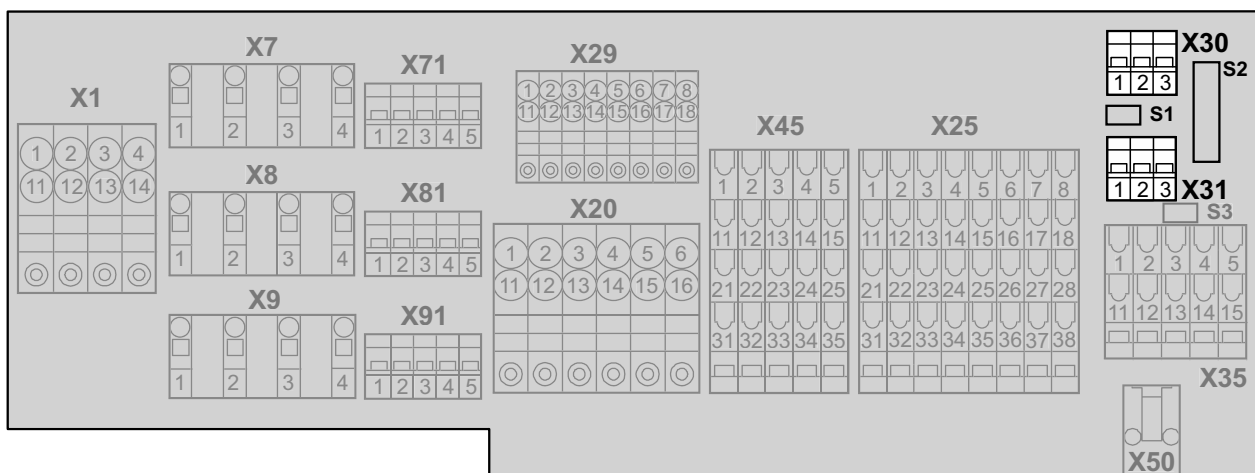 X1
1 2 3 4
11 12 13 14
X7
1 2 3 4
X8
1 2 3 4
X9
1 2 3 4
X71
1 2 3 4 5
X81
1 2 3 4 5
X91
1 2 3 4 5
X29
1 2 3 4 5 6 7 8
11 12 13 14 15 16 17 18
X20
1 2 3 4 5 6
11 12 13 14 15 16
X45
1 2 3 4 5
11 12 13 14 15
21 22 23 24 25
31 32 33 34 35
X25
1 2 3 4 5 6 7 8
11 12 13 14 15 16 17 18
21 22 23 24 25 26 27 28
31 32 33 34 35 36 37 38
X30
1 2 3
S2
S1
1 2 3
X31
S3
1 2 3 4 5
11 12 13 14 15
X35
X50